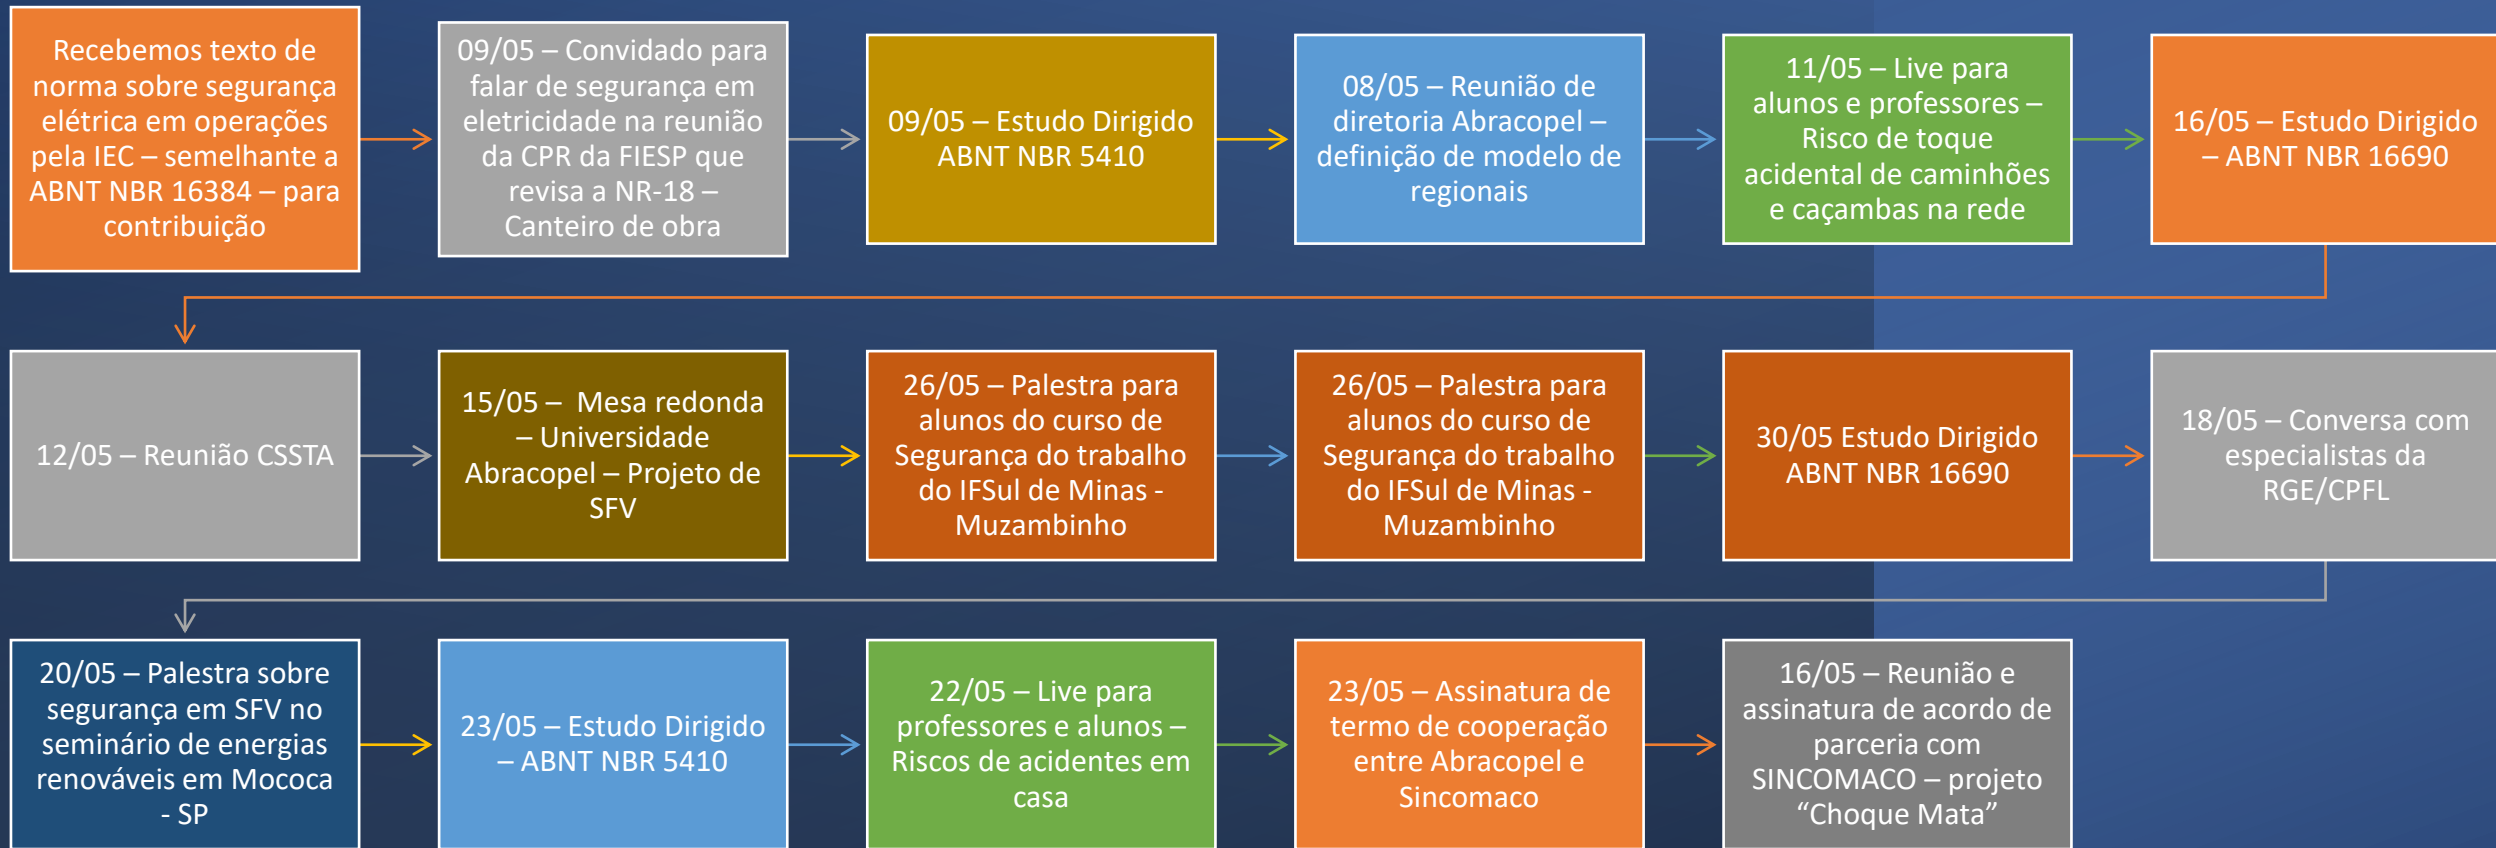 Recebemos texto de
norma sobre segurança
elétrica em operações
pela IEC – semelhante a
ABNT NBR 16384 – para
contribuição
09/05 – Convidado para
falar de segurança em
eletricidade na reunião
da CPR da FIESP que
revisa a NR-18 –
Canteiro de obra
09/05 – Estudo Dirigido
ABNT NBR 5410
08/05 – Reunião de
diretoria Abracopel –
definição de modelo de
regionais
11/05 – Live para
alunos e professores –
Risco de toque
acidental de caminhões
e caçambas na rede
16/05 – Estudo Dirigido
– ABNT NBR 16690
12/05 – Reunião CSSTA
15/05 – Mesa redonda
– Universidade
Abracopel – Projeto de
SFV
26/05 – Palestra para
alunos do curso de
Segurança do trabalho
do IFSul de Minas -
Muzambinho
26/05 – Palestra para
alunos do curso de
Segurança do trabalho
do IFSul de Minas -
Muzambinho
30/05 Estudo Dirigido
ABNT NBR 16690
18/05 – Conversa com
especialistas da
RGE/CPFL
20/05 – Palestra sobre
segurança em SFV no
seminário de energias
renováveis em Mococa
- SP
23/05 – Estudo Dirigido
– ABNT NBR 5410
22/05 – Live para
professores e alunos –
Riscos de acidentes em
casa
23/05 – Assinatura de
termo de cooperação
entre Abracopel e
Sincomaco
16/05 – Reunião e
assinatura de acordo de
parceria com
SINCOMACO – projeto
“Choque Mata”